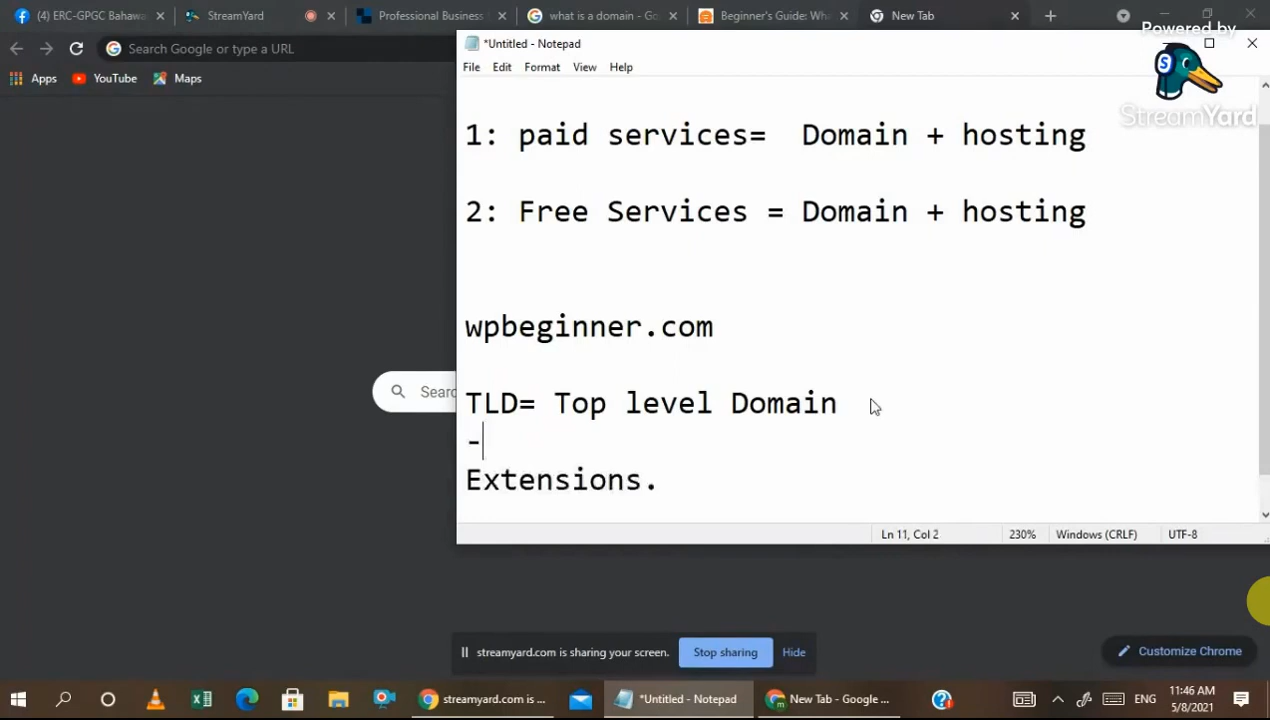 (4) ERC-GPGC Bahawa
StreamYard
Professional Business
what is a domain - Go
Beginner's Guide: Wha
New Tab
Powered by
StreamYard
Search Google or type a URL
Apps
YouTube
Maps
*Untitled - Notepad
File Edit Format View Help
1: paid services=  Domain + hosting
2: Free Services = Domain + hosting
wpbeginner.com
TLD= Top level Domain
-
Extensions.
Sear
Ln 11, Col 2
230%
Windows (CRLF)
UTF-8
streamyard.com is sharing your screen.
Stop sharing
Hide
Customize Chrome
streamyard.com is ...
*Untitled - Notepad
New Tab - Google ...
ENG
11:46 AM
5/8/2021